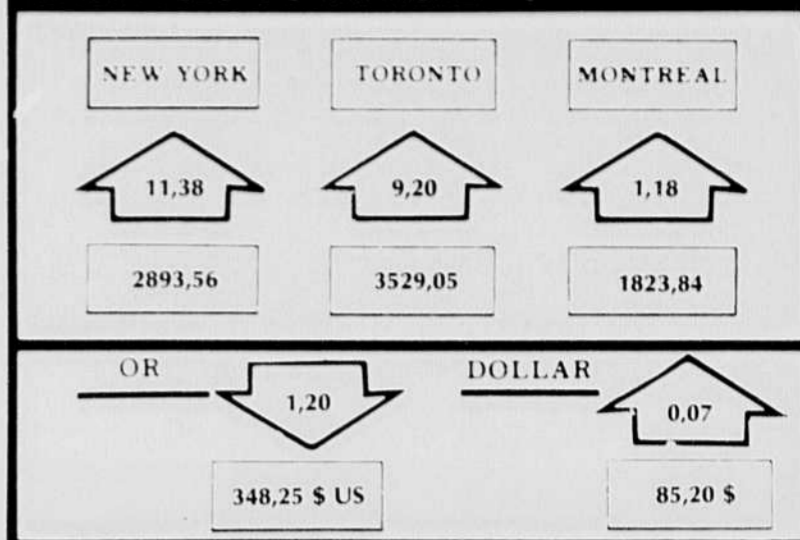 NEW YORK TORONTO MONTREAL
11,38 9,20 1,18
2893,56 3529,05 1823,84
OR DOLLAR
1,20 0,07
348,25 $ US 85,20 $